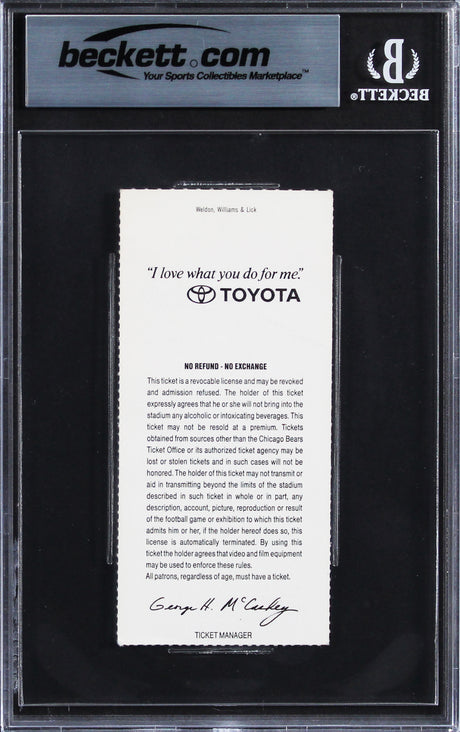 beckett.com
Your Sports Collectibles Marketplace™
B
BECKETT®
Weldon, Williams & Lick
"I love what you do for me."
TOYOTA
NO REFUND - NO EXCHANGE
This ticket is a revocable license and may be revoked
and admission refused. The holder of this ticket
expressly agrees that he or she will not bring into the
stadium any alcoholic or intoxicating beverages. This
ticket may not be resold at a premium. Tickets
obtained from sources other than the Chicago Bears
Ticket Office or its authorized ticket agency may be
lost or stolen tickets and in such cases will not be
honored. The holder of this ticket may not transmit or
aid in transmitting beyond the limits of the stadium
described in such ticket in whole or in part, any
description, account, picture, reproduction or result
of the football game or exhibition to which this ticket
admits him or her, if the holder hereof does so, this
license is automatically terminated. By using this
ticket the holder agrees that video and film equipment
may be used to enforce these rules.
All patrons, regardless of age, must have a ticket.
George H. McCaskey
TICKET MANAGER